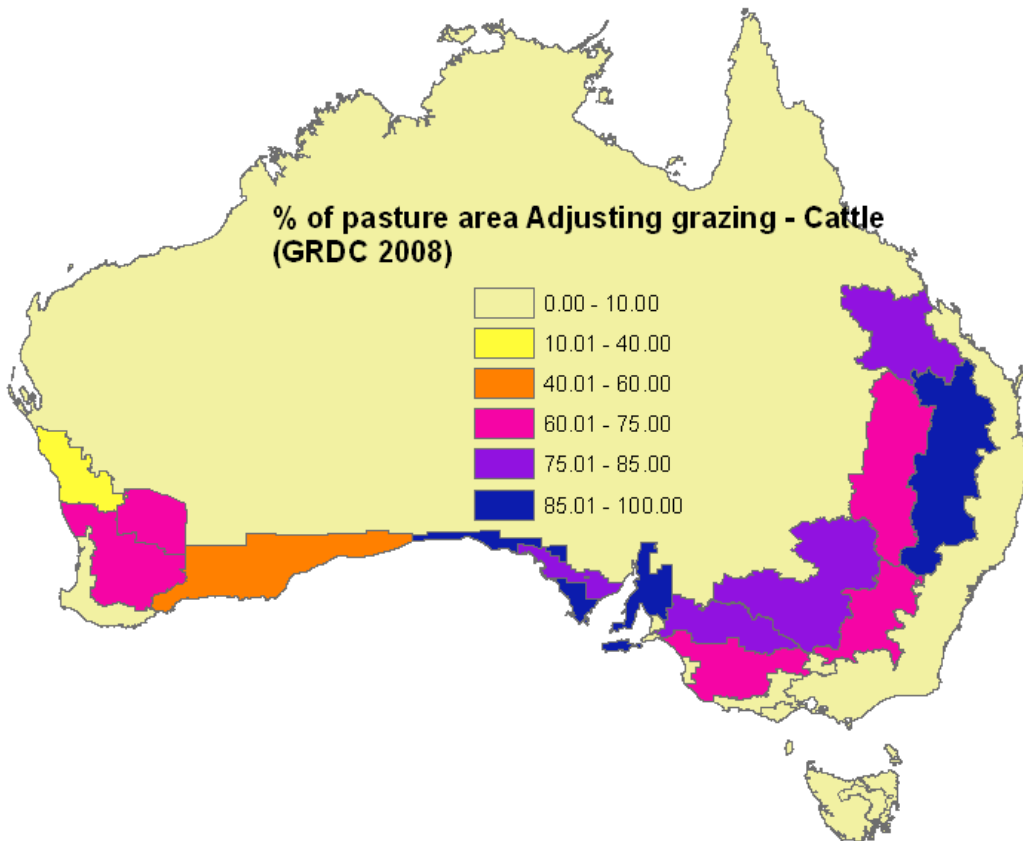 % of pasture area Adjusting grazing - Cattle
(GRDC 2008)
0.00 - 10.00
10.01 - 40.00
40.01 - 60.00
60.01 - 75.00
75.01 - 85.00
85.01 - 100.00